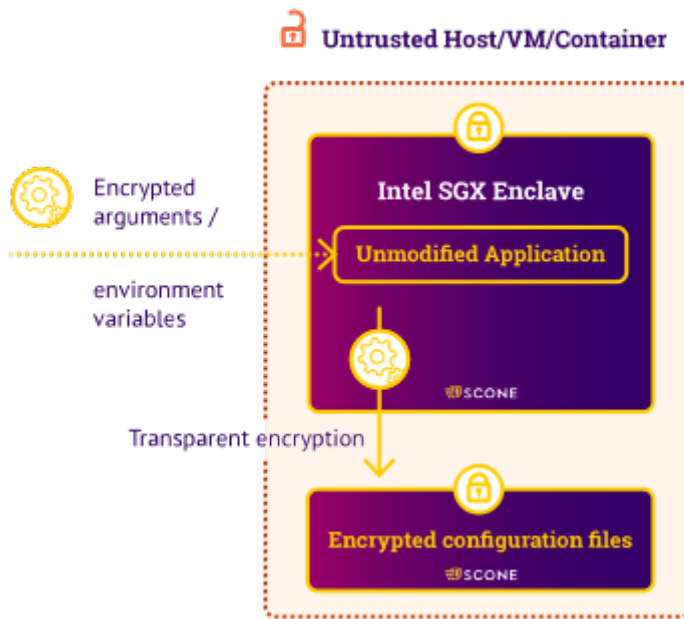 Untrusted Host/VM/Container
Intel SGX Enclave
Encrypted
arguments /
Unmodified Application
environment
variables
SCONE
Transparent encryption
Encrypted configuration files
SCONE